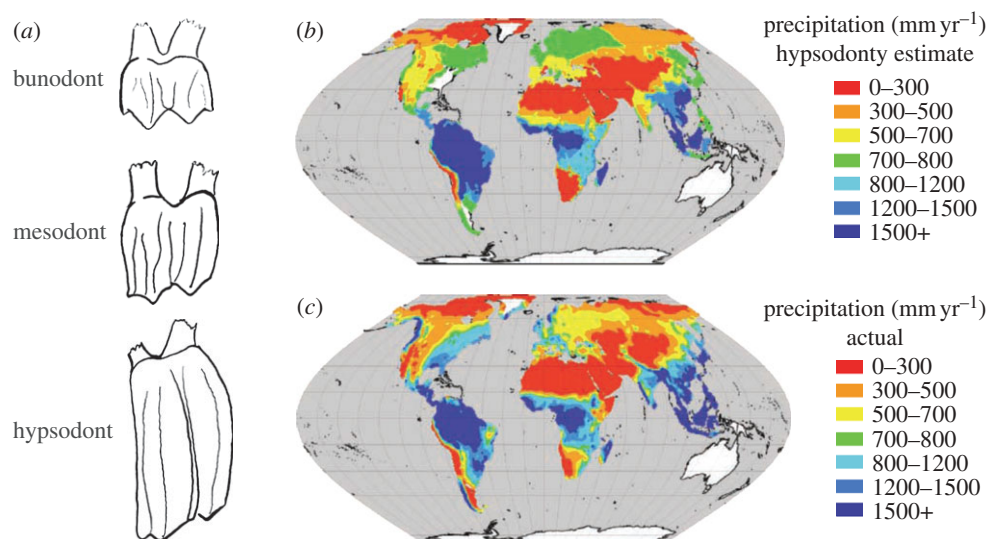 (a)
bunodont
mesodont
hypsodont
(b)
precipitation (mm yr⁻¹)
hypsodonty estimate
0–300
300–500
500–700
700–800
800–1200
1200–1500
1500+
(c)
precipitation (mm yr⁻¹)
actual
0–300
300–500
500–700
700–800
800–1200
1200–1500
1500+